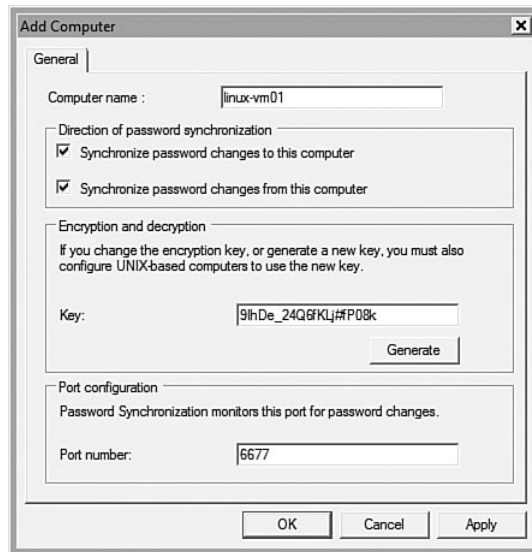 Add Computer
General
Computer name :
linux-vm01
Direction of password synchronization
Synchronize password changes to this computer
Synchronize password changes from this computer
Encryption and decryption
If you change the encryption key, or generate a new key, you must also
configure UNIX-based computers to use the new key.
Key:
9lhDe_24Q6fKLj#fP08k
Generate
Port configuration
Password Synchronization monitors this port for password changes.
Port number:
6677
OK
Cancel
Apply